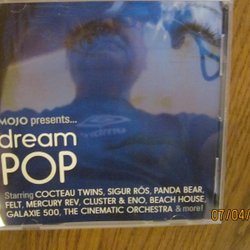 MOJO presents...
dream
POP
Starring COCTEAU TWINS, SIGUR RÓS, PANDA BEAR,
FELT, MERCURY REV, CLUSTER & ENO, BEACH HOUSE,
GALAXIE 500, THE CINEMATIC ORCHESTRA & more!
07/04/